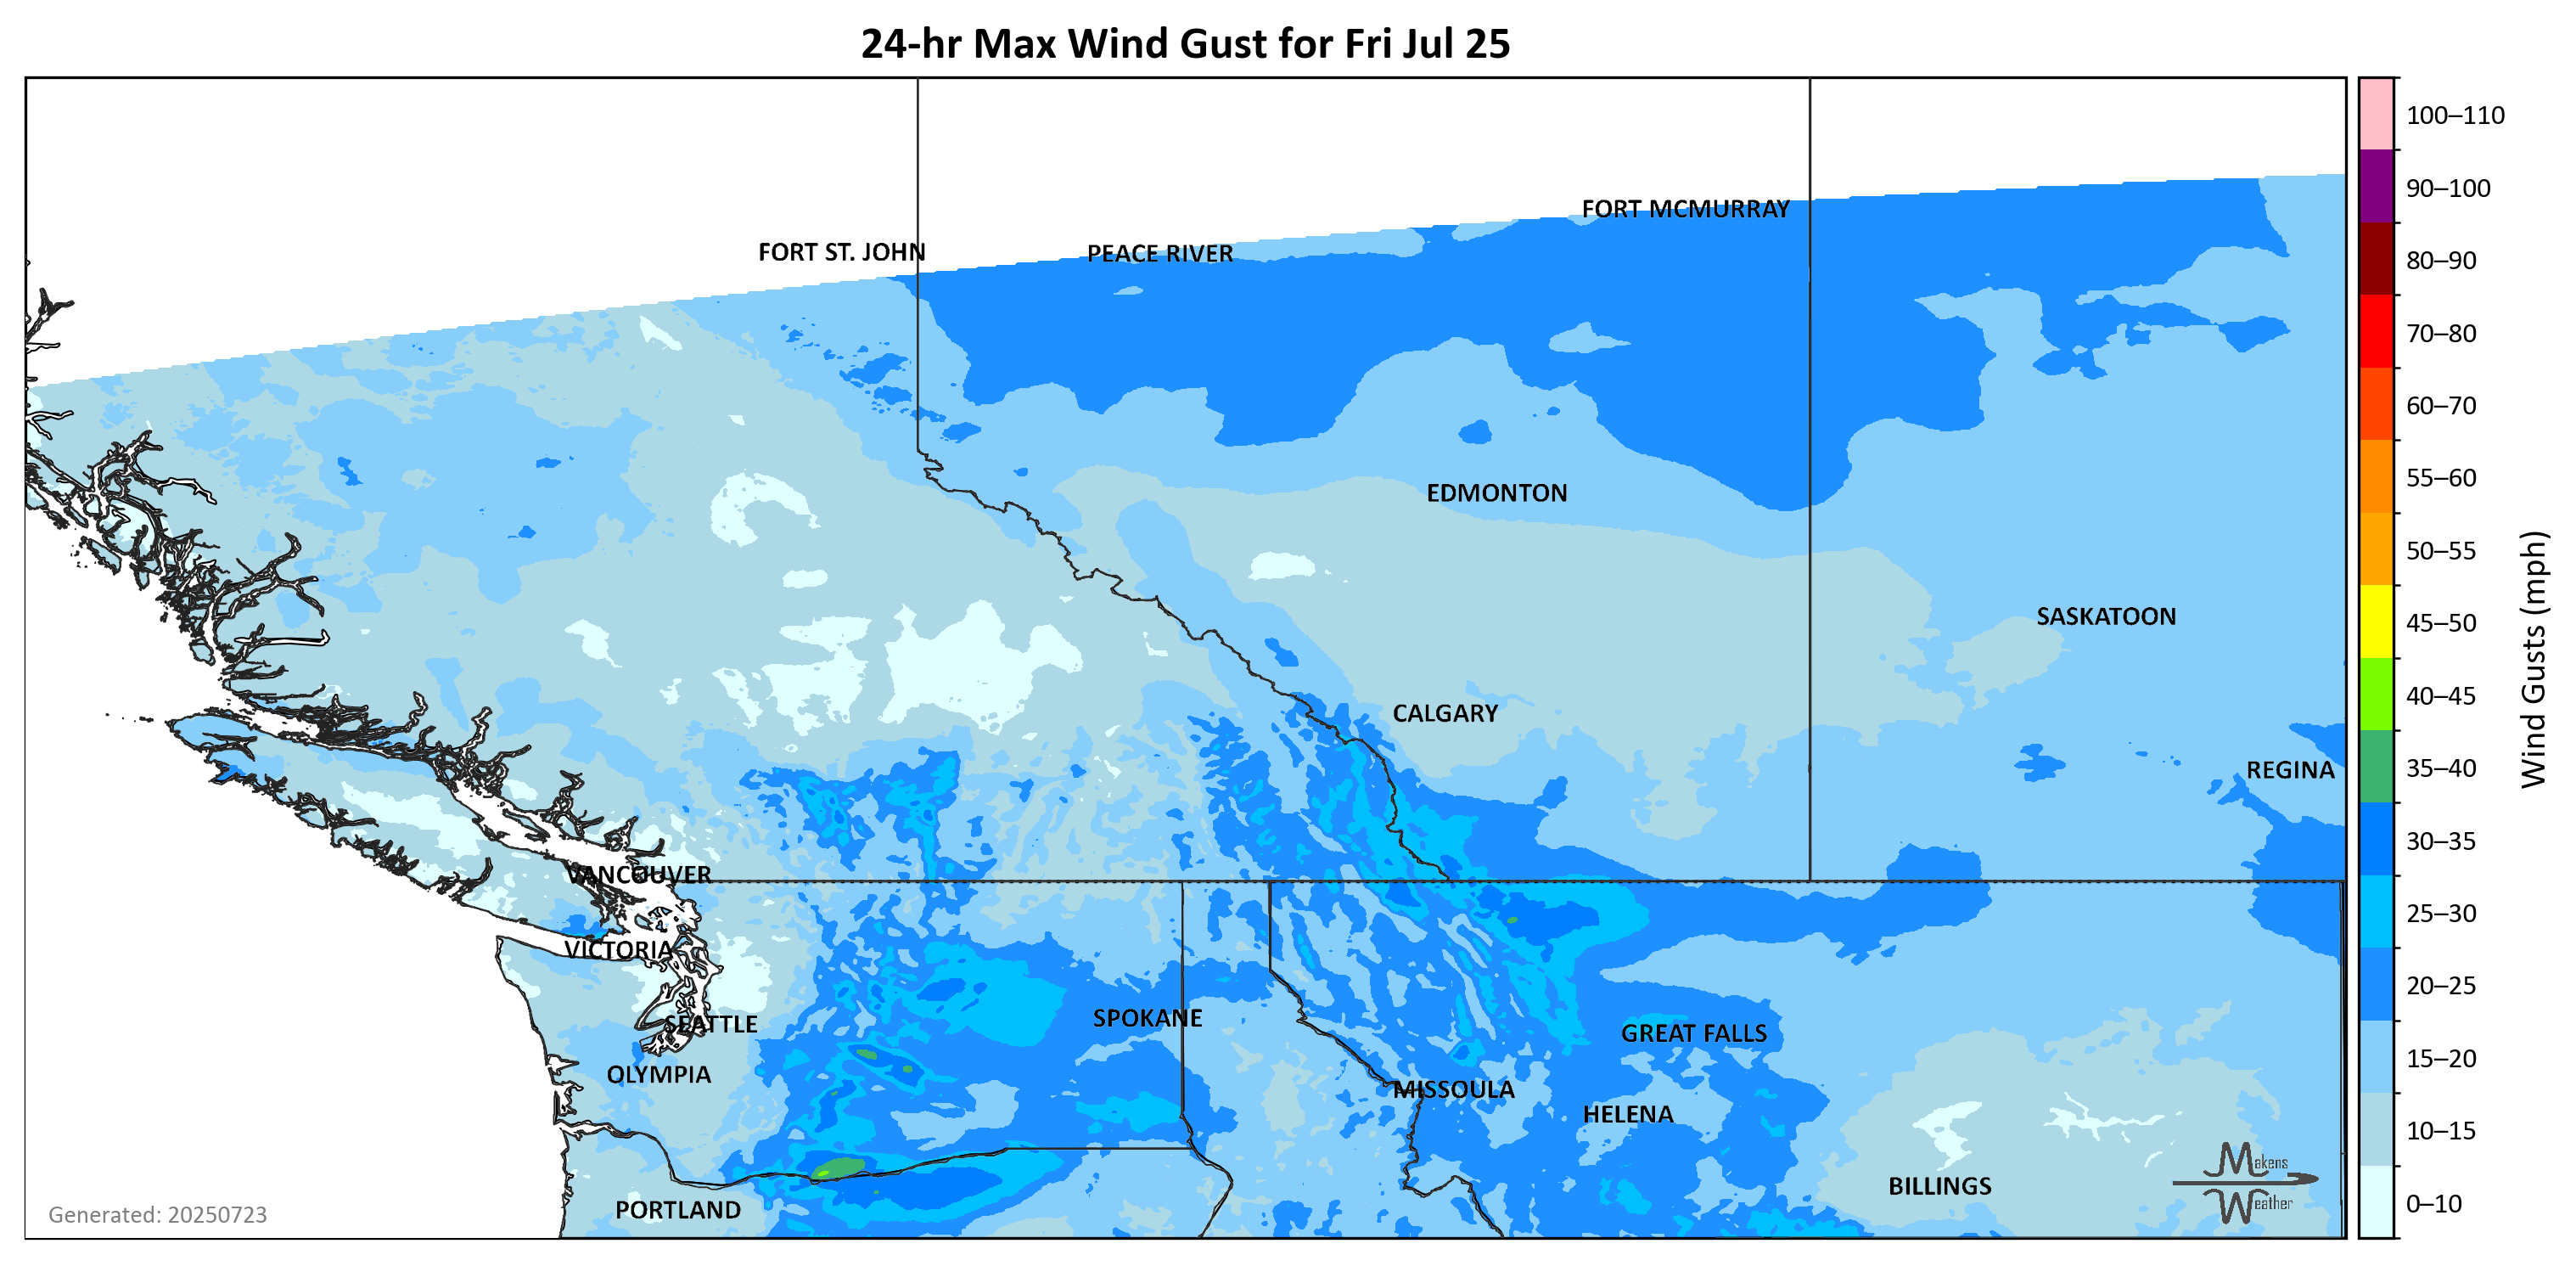 24-hr Max Wind Gust for Fri Jul 25
100–110
90–100
80–90
70–80
60–70
55–60
50–55
45–50
40–45
35–40
30–35
25–30
20–25
15–20
10–15
0–10
Wind Gusts (mph)
FORT MCMURRAY
FORT ST. JOHN
PEACE RIVER
EDMONTON
SASKATOON
CALGARY
REGINA
VANCOUVER
VICTORIA
SPOKANE
SEATTLE
GREAT FALLS
OLYMPIA
MISSOULA
HELENA
BILLINGS
PORTLAND
Makens
Weather
Generated: 20250723